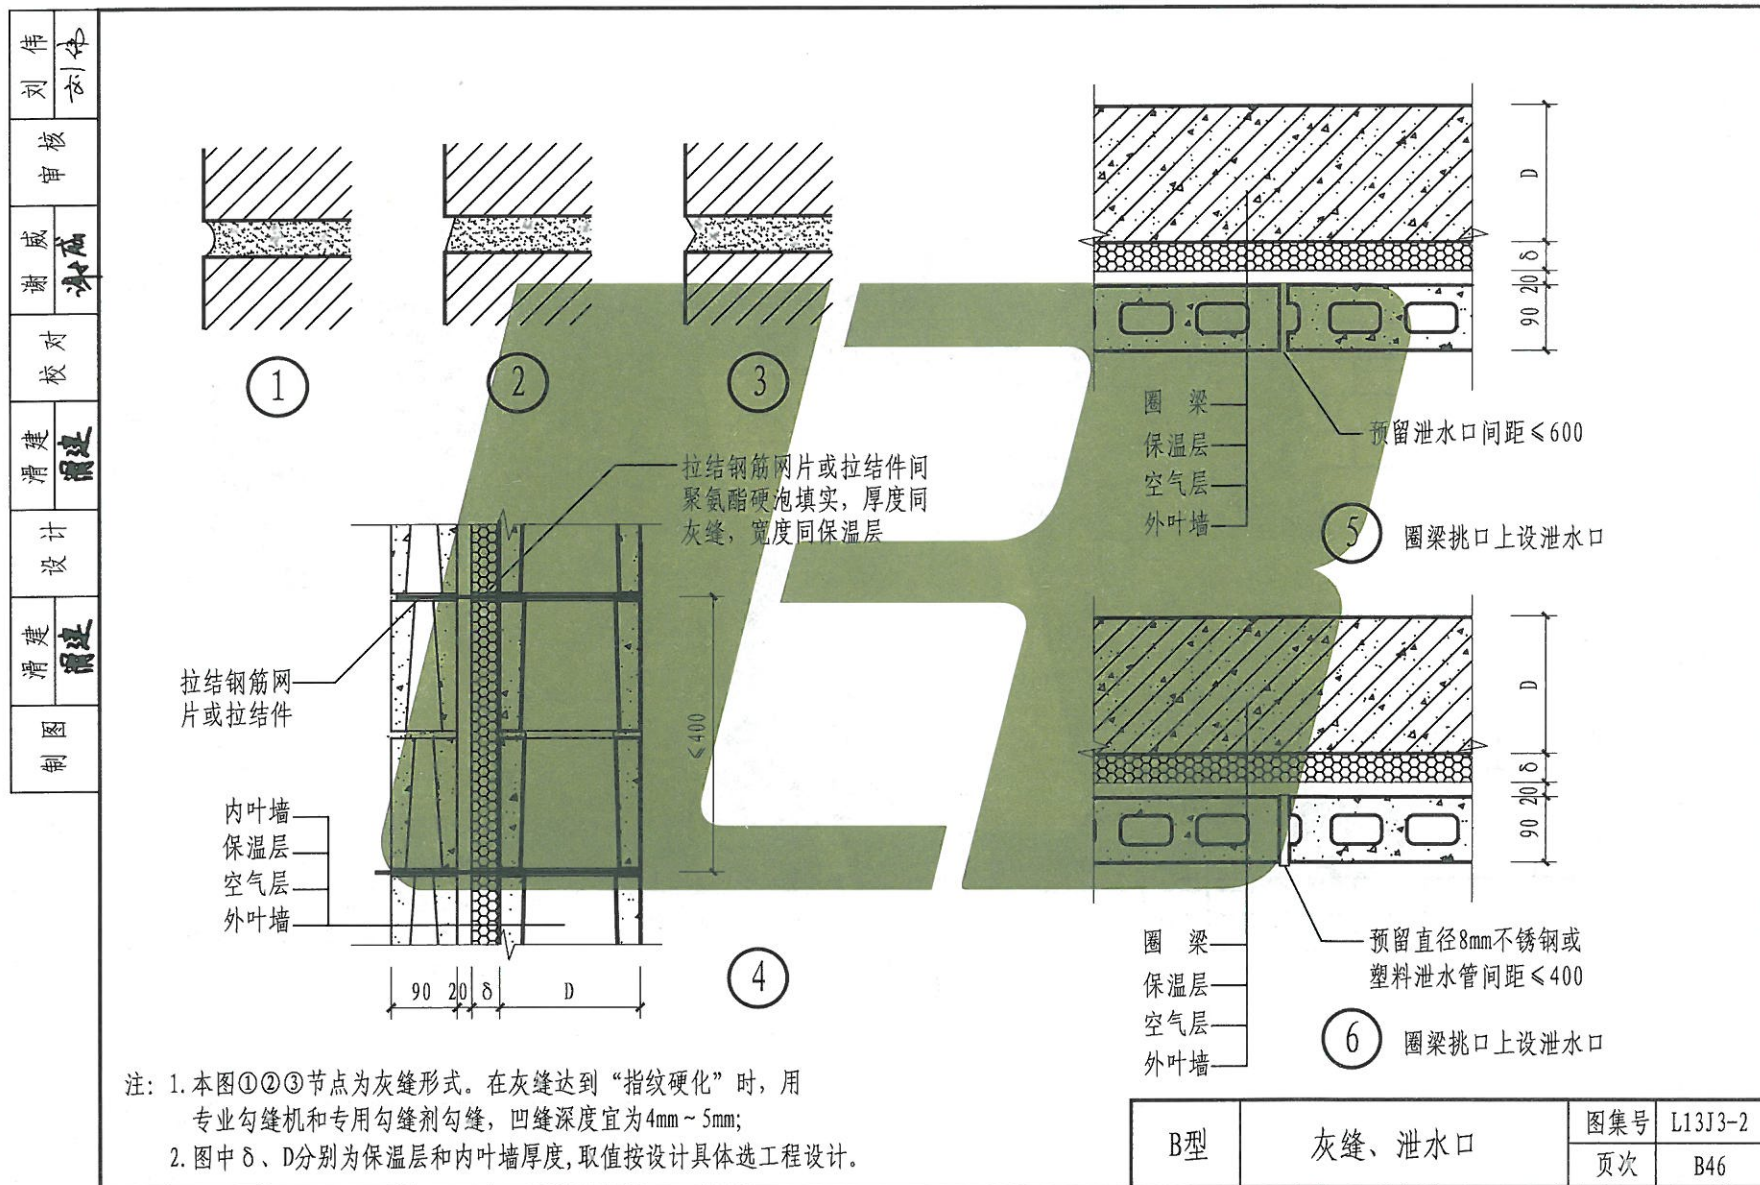 刘伟
刘伟
审核
谢威
谢威
校对
滑建
滑建
设计
滑建
滑建
制图
1
2
3
拉结钢筋网片或拉结件间
聚氨酯硬泡填实，厚度同
灰缝，宽度同保温层
拉结钢筋网
片或拉结件
≤400
内叶墙
保温层
空气层
外叶墙
90 20 δ D
4
D
δ
20
90
圈 梁
保温层
空气层
外叶墙
预留泄水口间距≤600
5 圈梁挑口上设泄水口
D
δ
20
90
圈 梁
保温层
空气层
外叶墙
预留直径8mm不锈钢或
塑料泄水管间距≤400
6 圈梁挑口上设泄水口
注: 1.本图①②③节点为灰缝形式。在灰缝达到“指纹硬化”时，用
专业勾缝机和专用勾缝剂勾缝，凹缝深度宜为4mm~5mm;
2.图中δ、D分别为保温层和内叶墙厚度,取值按设计具体选工程设计。
B型 灰缝、泄水口 图集号 L13J3-2
页次 B46